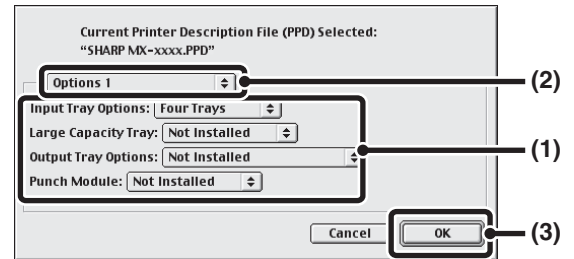 Current Printer Description File (PPD) Selected:
“SHARP MX-xxxx.PPD”
Options 1
(2)
Input Tray Options: Four Trays
Large Capacity Tray: Not Installed
Output Tray Options: Not Installed
(1)
Punch Module: Not Installed
Cancel
OK
(3)